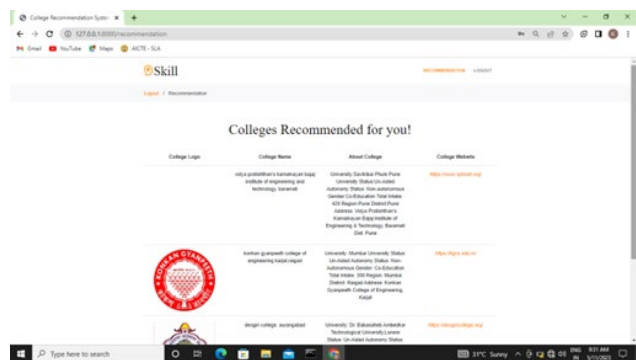 College Recommendation System
127.0.0.1:8000/recommendation
Gmail YouTube Maps AICTE - SLA
Skill
RECOMMENDATION LOGOUT
Logout / Recommendation
Colleges Recommended for you!
College Logo College Name About College College Website
vidya pratishthan's kamalnayan bajaj
institute of engineering and
technology, baramati
University: Savitribai Phule Pune
University Status: Un-Aided
Autonomy Status: Non-autonomous
Gender: Co-Education Total Intake:
420 Region: Pune District: Pune
Address: Vidya Pratishthan's
Kamalnayan Bajaj Institute of
Engineering & Technology, Baramati
Dist. Pune
KONKAN GYANPEETH
konkan gyanpeeth college of
engineering karjat,raigad
University: Mumbai University Status:
Un-Aided Autonomy Status: Non-
Autonomous Gender: Co-Education
Total Intake: 300 Region: Mumbai
District: Raigad Address: Konkan
Gyanpeeth College of Engineering,
Karjat
deogiri college, aurangabad
University: Dr. Babasaheb Ambedkar
Technological University,Lonere
Status: Un-Aided Autonomy Status:
Type here to search
31°C Sunny
ENG
IN
9:31 AM